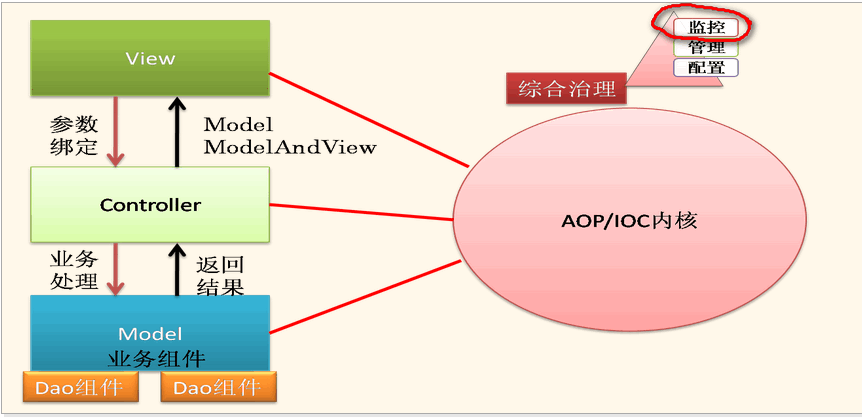 View
参数
绑定
Model
ModelAndView
Controller
业务
处理
返回
结果
Model
业务组件
Dao组件
Dao组件
监控
管理
配置
综合治理
AOP/IOC内核